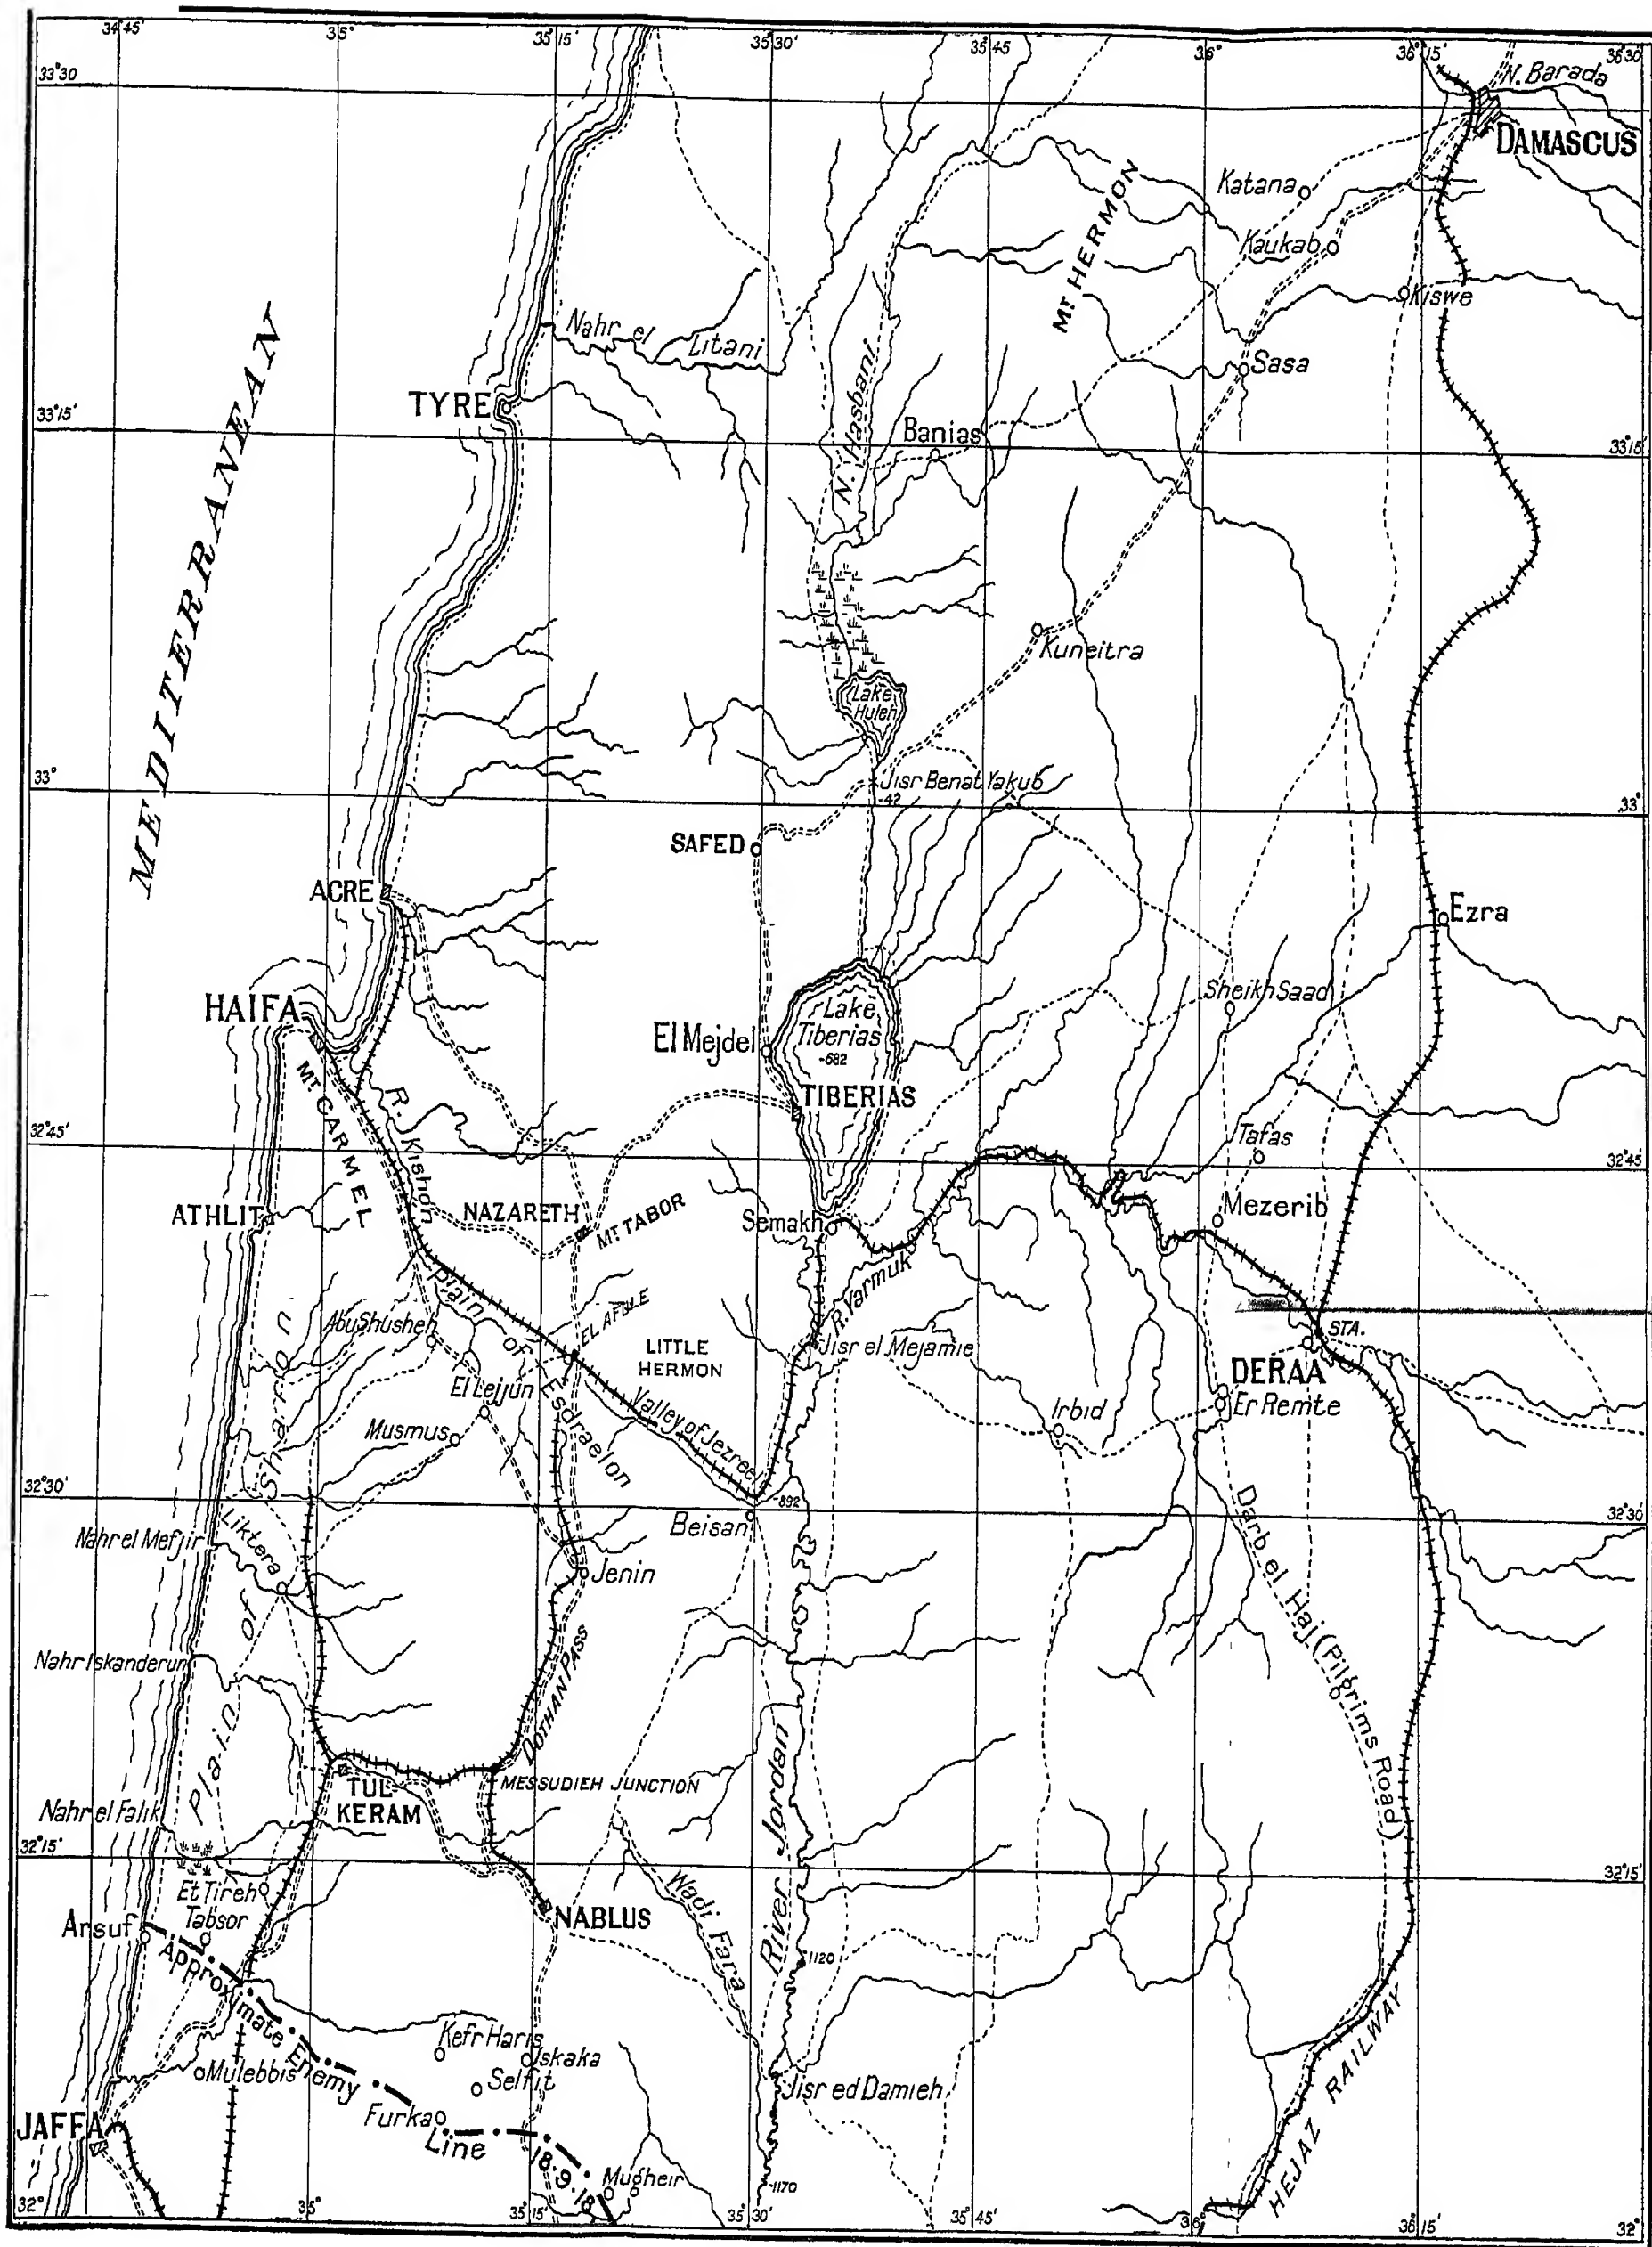 34°45'
35°
35°15'
35°30
35°45
36°
36°15'
36°30
33°30
N. Barada
DAMASCUS
Katana
MT HERMON
Kaukab
Kiswe
Nahr el Litani
Sasa
TYRE
N. Hasbani
33°15'
Banias
33°15
MEDITERRANEAN
Kuneitra
Lake
Huleh
33°
Jisr Benat Yakub
-42
33°
SAFED
ACRE
Ezra
Sheikh Saad
HAIFA
Lake
Tiberias
-682
El Mejdel
TIBERIAS
MT CARMEL
R. Kishon
32°45'
Tafas
32°45
ATHLIT
NAZARETH
MT TABOR
Semakh
Mezerib
R. Yarmuk
Plain of Esdraelon
Abu Shusheh
EL AFULE
LITTLE
HERMON
Jisr el Mejamie
STA.
DERAA
El Lejjun
Er Remte
Irbid
Musmus
Valley of Jezreel
32°30'
-892
32°30
Beisan
Nahr el Mefjir
Liktera
Jenin
Darb el Haj (Pilgrims Road)
Plain of Sharon
Nahr Iskanderun
DOTHAN PASS
River Jordan
TUL
KERAM
MESSUDIEH JUNCTION
Nahr el Falik
32°15'
32°15
Et Tireh
Tabsor
Wadi Fara
Arsuf
NABLUS
-1120
Approximate Enemy Line 18·9·18
Kefr Haris
Iskaka
Selfit
Mulebbis
Jisr ed Damieh
Furka
JAFFA
HEJAZ RAILWAY
Mugheir
-1170
32°
35°
35°15'
35°30'
35°45'
36°
36°15'
32°